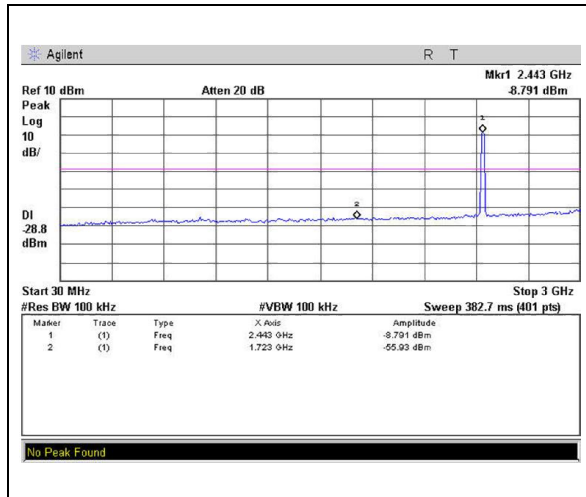 Agilent R T
Mkr1 2.443 GHz
Ref 10 dBm Atten 20 dB -8.791 dBm
Peak
Log
10
dB/
1
2
DI
-28.8
dBm
Start 30 MHz Stop 3 GHz
#Res BW 100 kHz #VBW 100 kHz Sweep 382.7 ms (401 pts)
Marker Trace Type X Axis Amplitude
1 (1) Freq 2.443 GHz -8.791 dBm
2 (1) Freq 1.723 GHz -55.93 dBm
No Peak Found